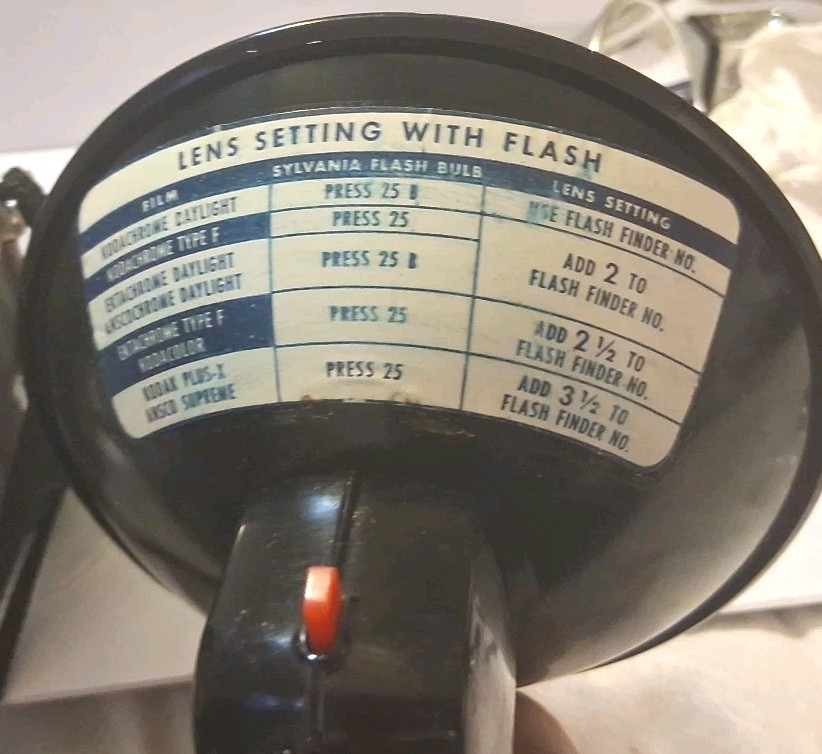 LENS SETTING WITH FLASH
FILM SYLVANIA FLASH BULB LENS SETTING
KODACHROME DAYLIGHT PRESS 25 B USE FLASH FINDER NO.
KODACHROME TYPE F PRESS 25
EKTACHROME DAYLIGHT
ANSCOCHROME DAYLIGHT
PRESS 25 B
ADD 2 TO
FLASH FINDER NO.
EKTACHROME TYPE F
KODACOLOR
PRESS 25
ADD 2 ½ TO
FLASH FINDER NO.
KODAK PLUS-X
ANSCO SUPREME
PRESS 25
ADD 3 ½ TO
FLASH FINDER NO.